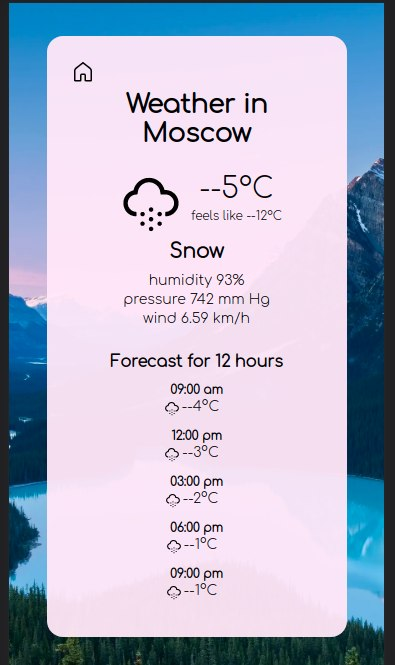 Weather in
Moscow
--5°C
feels like --12°C
Snow
humidity 93%
pressure 742 mm Hg
wind 6.59 km/h
Forecast for 12 hours
09:00 am
--4°C
12:00 pm
--3°C
03:00 pm
--2°C
06:00 pm
--1°C
09:00 pm
--1°C